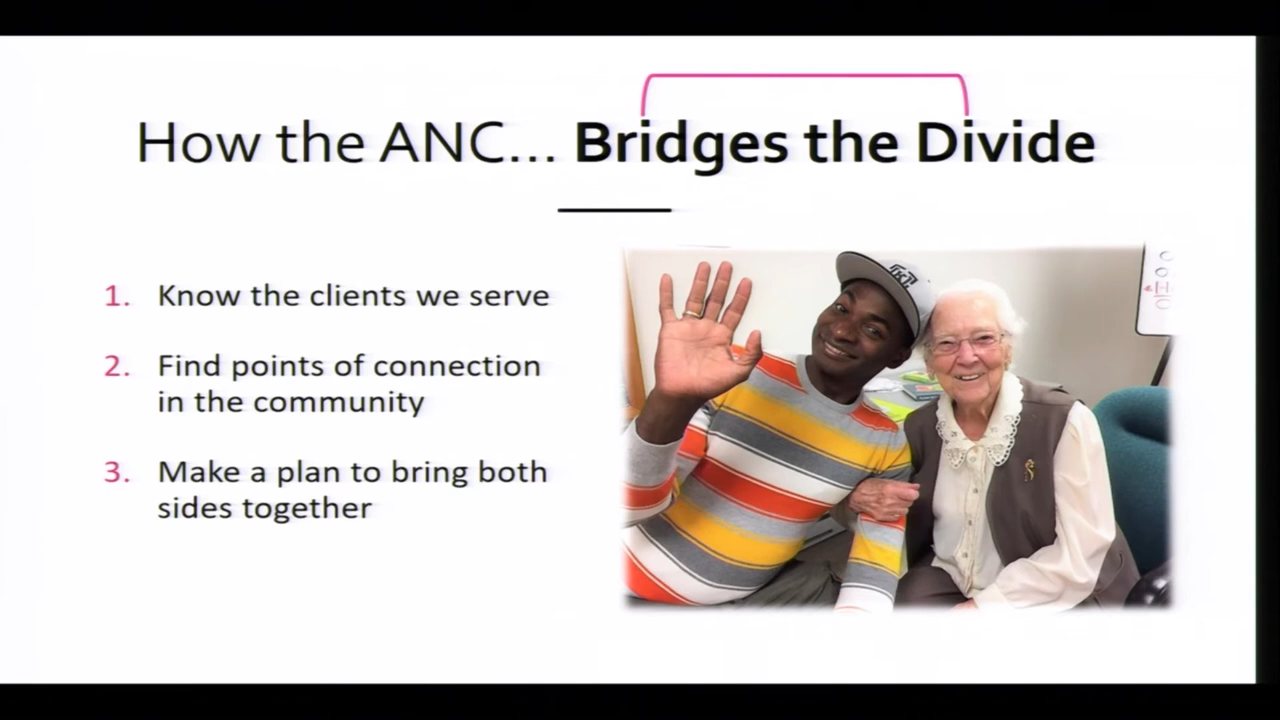 How the ANC... Bridges the Divide
1. Know the clients we serve
2. Find points of connection
in the community
3. Make a plan to bring both
sides together